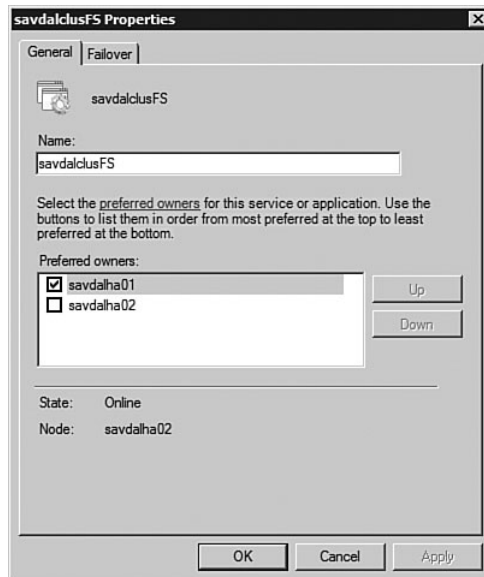 savdalclusFS Properties
General
Failover
savdalclusFS
Name:
savdalclusFS
Select the preferred owners for this service or application. Use the
buttons to list them in order from most preferred at the top to least
preferred at the bottom.
Preferred owners:
savdalha01
Up
savdalha02
Down
State: Online
Node: savdalha02
OK
Cancel
Apply